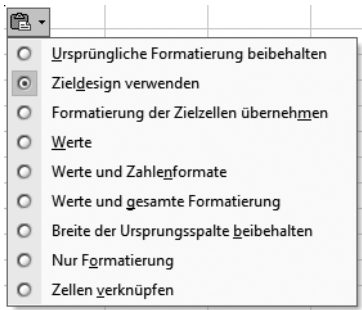 Ursprüngliche Formatierung beibehalten
Zieldesign verwenden
Formatierung der Zielzellen übernehmen
Werte
Werte und Zahlenformate
Werte und gesamte Formatierung
Breite der Ursprungsspalte beibehalten
Nur Formatierung
Zellen verknüpfen